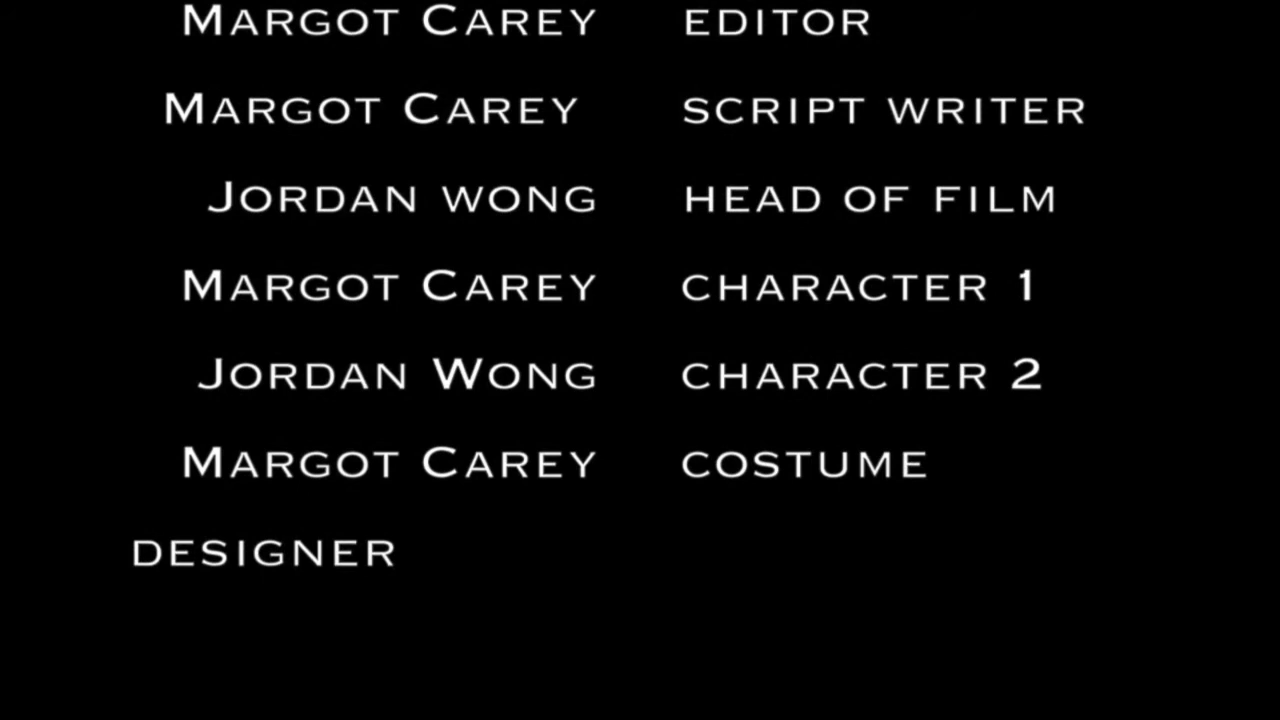 Margot Carey editor
Margot Carey script writer
Jordan wong head of film
Margot Carey character 1
Jordan Wong character 2
Margot Carey costume
designer